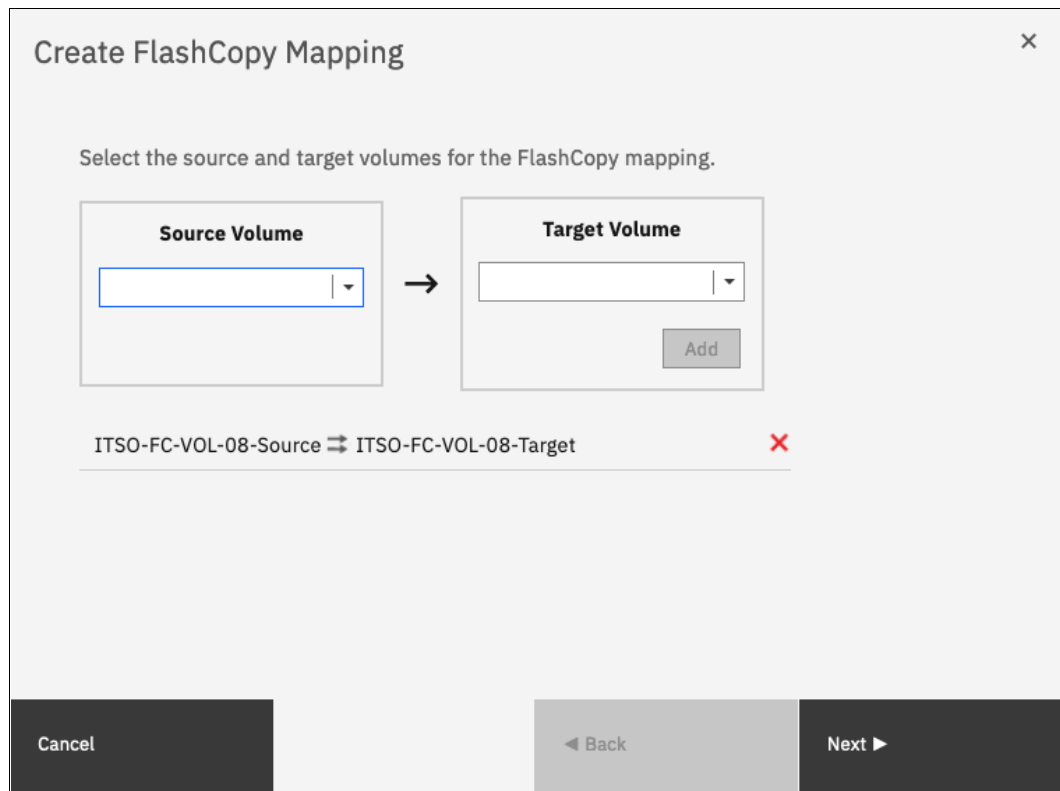 Create FlashCopy Mapping
Select the source and target volumes for the FlashCopy mapping.
Source Volume
Target Volume
Add
ITSO-FC-VOL-08-Source ⇉ ITSO-FC-VOL-08-Target
Cancel
Back
Next